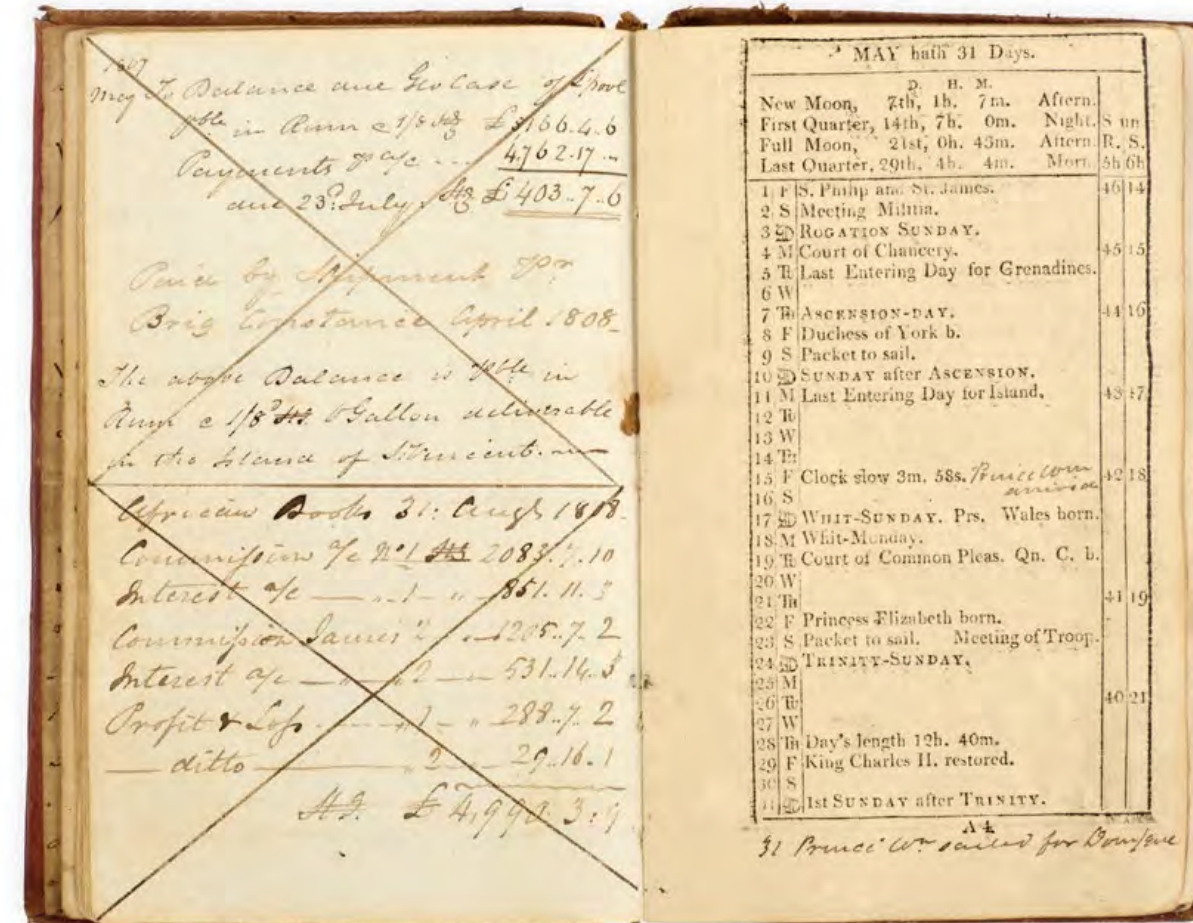 1807
May To Balance due Geo Case of L'pool
pble in Rum @ 1/8 Stg £5166.4.6
Payments p a/c --- 4762.17 "
due 23d: July Stg £403..7..6
Paid by Shipment Pr
Brig Constance April 1808
The above Balance is Pble in
Rum @ 1/8d Stg. P Gallon deliverable
in the Island of St Vincent.
African Books 31: Augt 1808
Commission a/c No 1 Stg 2083.7.10
Interest a/c — " 1 - " - 851.11.3
Commission James " 2 " 1205..7.2
Interest a/c — " 2 — 531..14..3
Profit & Loss — " 1 - " 288..7.2
— ditto — " 2 " 29.16.1
Stg. £4,990.3:9
MAY hath 31 Days.
D. H. M.
New Moon, 7th, 1h. 7m. Aftern.
First Quarter, 14th, 7h. 0m. Night. S un
Full Moon, 21st, 0h. 43m. Aftern. R. S.
Last Quarter, 29th, 4h. 4m. Morn. 5h 6h
1 F S. Philip and St. James. 46 14
2 S Meeting Militia.
3 ROGATION SUNDAY.
4 M Court of Chancery. 45 15
5 Tu Last Entering Day for Grenadines.
6 W
7 Th ASCENSION-DAY. 44 16
8 F Duchess of York b.
9 S Packet to sail.
10 SUNDAY after ASCENSION.
11 M Last Entering Day for Island. 43 17
12 Tu
13 W
14 Th
15 F Clock slow 3m. 58s. Prince Wm 42 18
arrived
16 S
17 WHIT-SUNDAY. Prs. Wales born.
18 M Whit-Monday.
19 Tu Court of Common Pleas. Qn. C. b.
20 W
21 Th 41 19
22 F Princess Elizabeth born.
23 S Packet to sail. Meeting of Troop.
24 TRINITY-SUNDAY.
25 M
26 Tu 40 21
27 W
28 Th Day's length 12h. 40m.
29 F King Charles II. restored.
30 S
31 1st SUNDAY after TRINITY.
A 4
31 Prince Wm sailed for